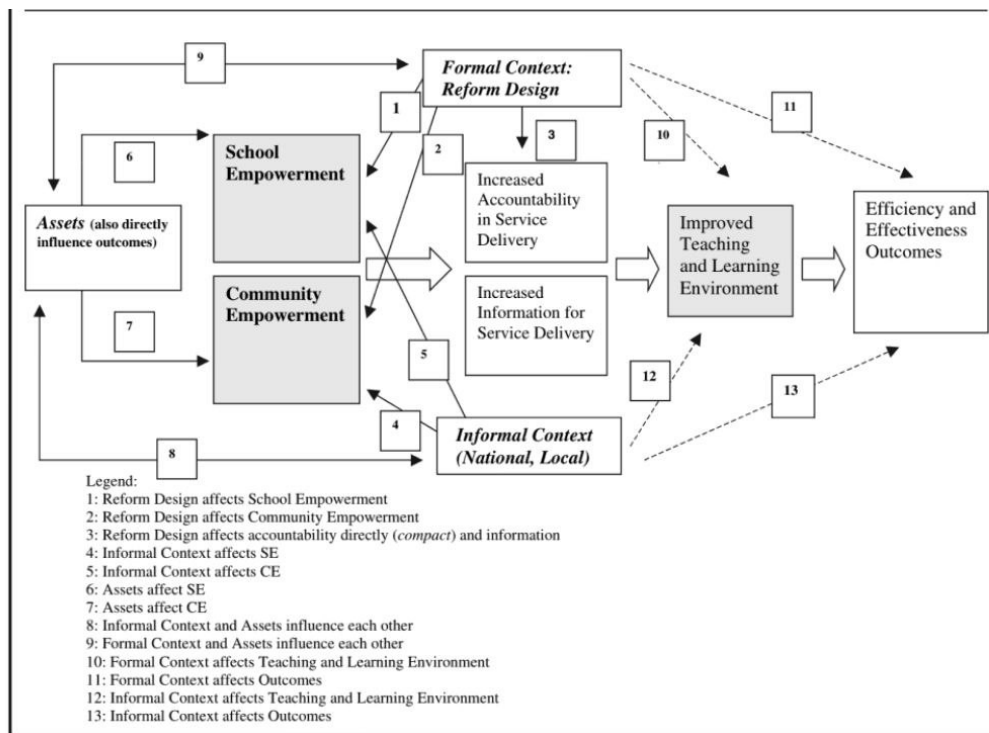 9
Formal Context:
Reform Design
1
2
3
10
11
6
School
Empowerment
Increased
Accountability
in Service
Delivery
Assets (also directly
influence outcomes)
Improved
Teaching
and Learning
Environment
Efficiency and
Effectiveness
Outcomes
Community
Empowerment
Increased
Information for
Service Delivery
7
5
12
13
4
Informal Context
(National, Local)
8
Legend:
1: Reform Design affects School Empowerment
2: Reform Design affects Community Empowerment
3: Reform Design affects accountability directly (compact) and information
4: Informal Context affects SE
5: Informal Context affects CE
6: Assets affect SE
7: Assets affect CE
8: Informal Context and Assets influence each other
9: Formal Context and Assets influence each other
10: Formal Context affects Teaching and Learning Environment
11: Formal Context affects Outcomes
12: Informal Context affects Teaching and Learning Environment
13: Informal Context affects Outcomes